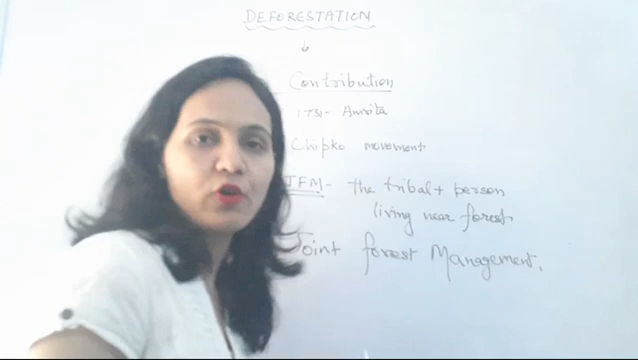 DEFORESTATION
Contribution
1731- Amrita
Chipko movement
JFM - the tribal + person
living near forest
Joint forest Management.